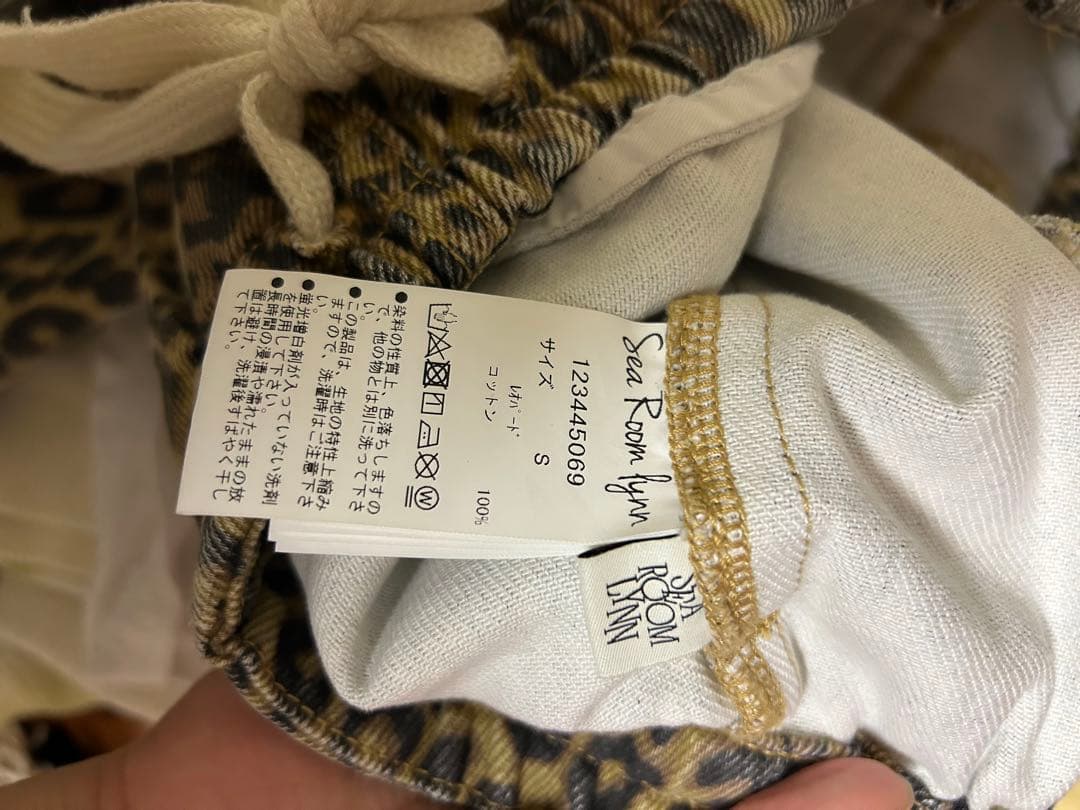 Sea Room lynn
123445069
サイズ S
ﾚｵﾊﾟｰﾄﾞ
コットン 100%
●染料の性質上、色落ちしますの
で、他の物とは別に洗って下さ
い。
●この製品は、生地の特性上縮み
ますので、洗濯時はご注意下さ
い。
●蛍光増白剤が入っていない洗剤
を使用して下さい。
●長時間の浸漬や濡れたままの放
置は避け、洗濯後すばやく干し
て下さい。
SEA
ROOM
LYNN